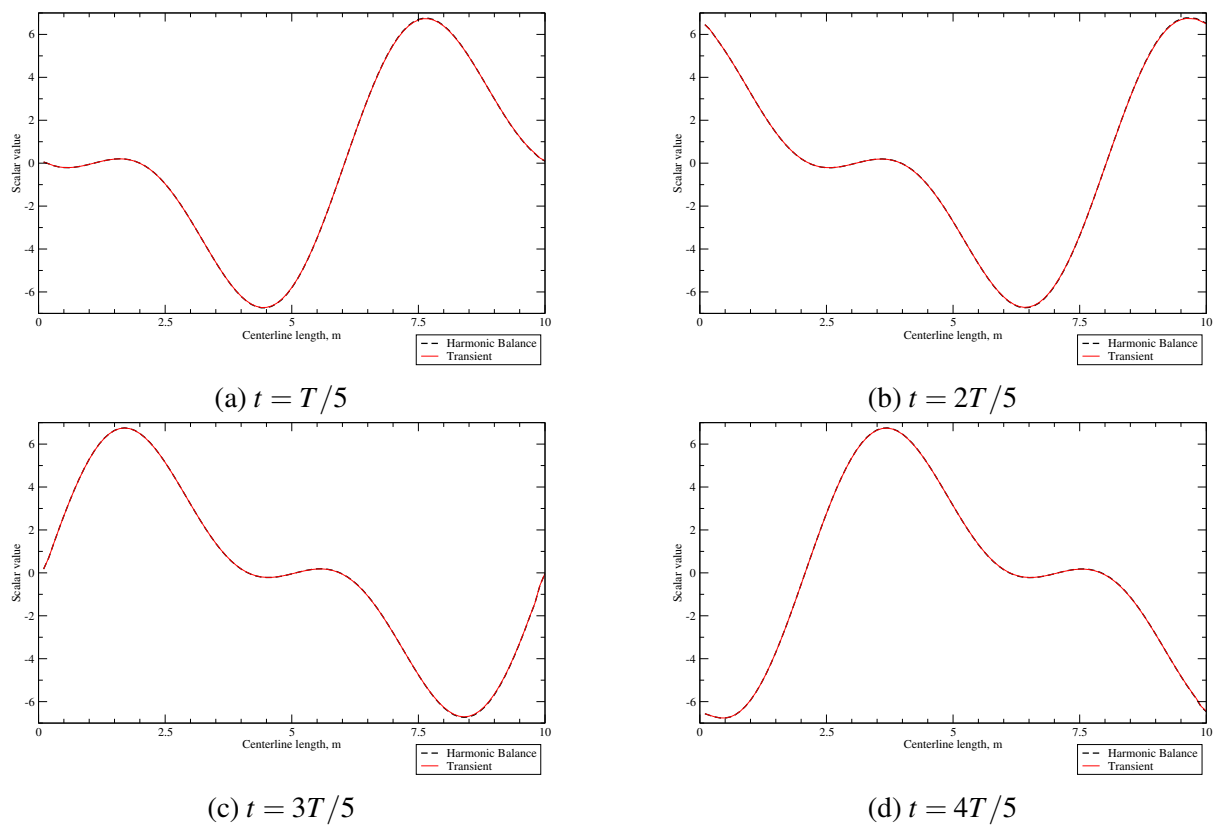 6
4
2
0
-2
-4
-6
Scalar value
0 2.5 5 7.5 10
Centerline length, m
Harmonic Balance
Transient
(a) t = T/5
6
4
2
0
-2
-4
-6
Scalar value
0 2.5 5 7.5 10
Centerline length, m
Harmonic Balance
Transient
(b) t = 2T/5
6
4
2
0
-2
-4
-6
Scalar value
0 2.5 5 7.5 10
Centerline length, m
Harmonic Balance
Transient
(c) t = 3T/5
6
4
2
0
-2
-4
-6
Scalar value
0 2.5 5 7.5 10
Centerline length, m
Harmonic Balance
Transient
(d) t = 4T/5